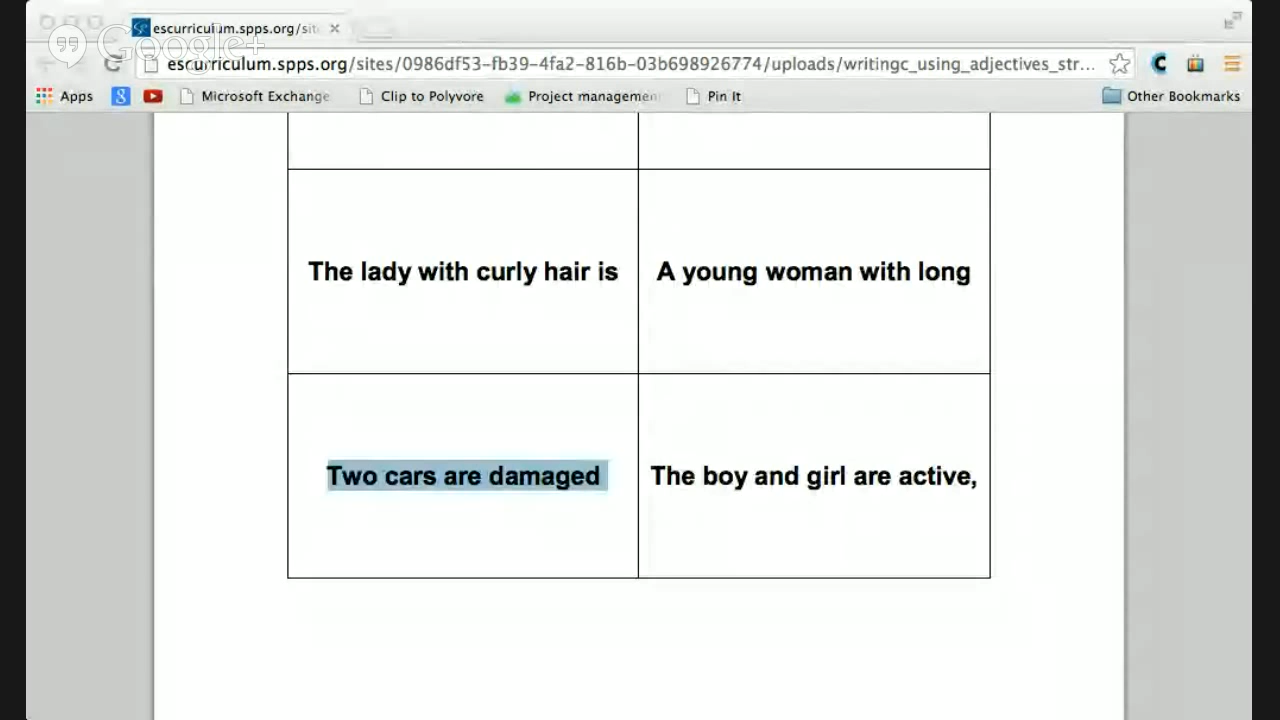 escurriculum.spps.org/sit
Google+
escurriculum.spps.org/sites/0986df53-fb39-4fa2-816b-03b698926774/uploads/writingc_using_adjectives_str...
Apps
Microsoft Exchange
Clip to Polyvore
Project managemen
Pin It
Other Bookmarks
The lady with curly hair is
A young woman with long
Two cars are damaged
The boy and girl are active,